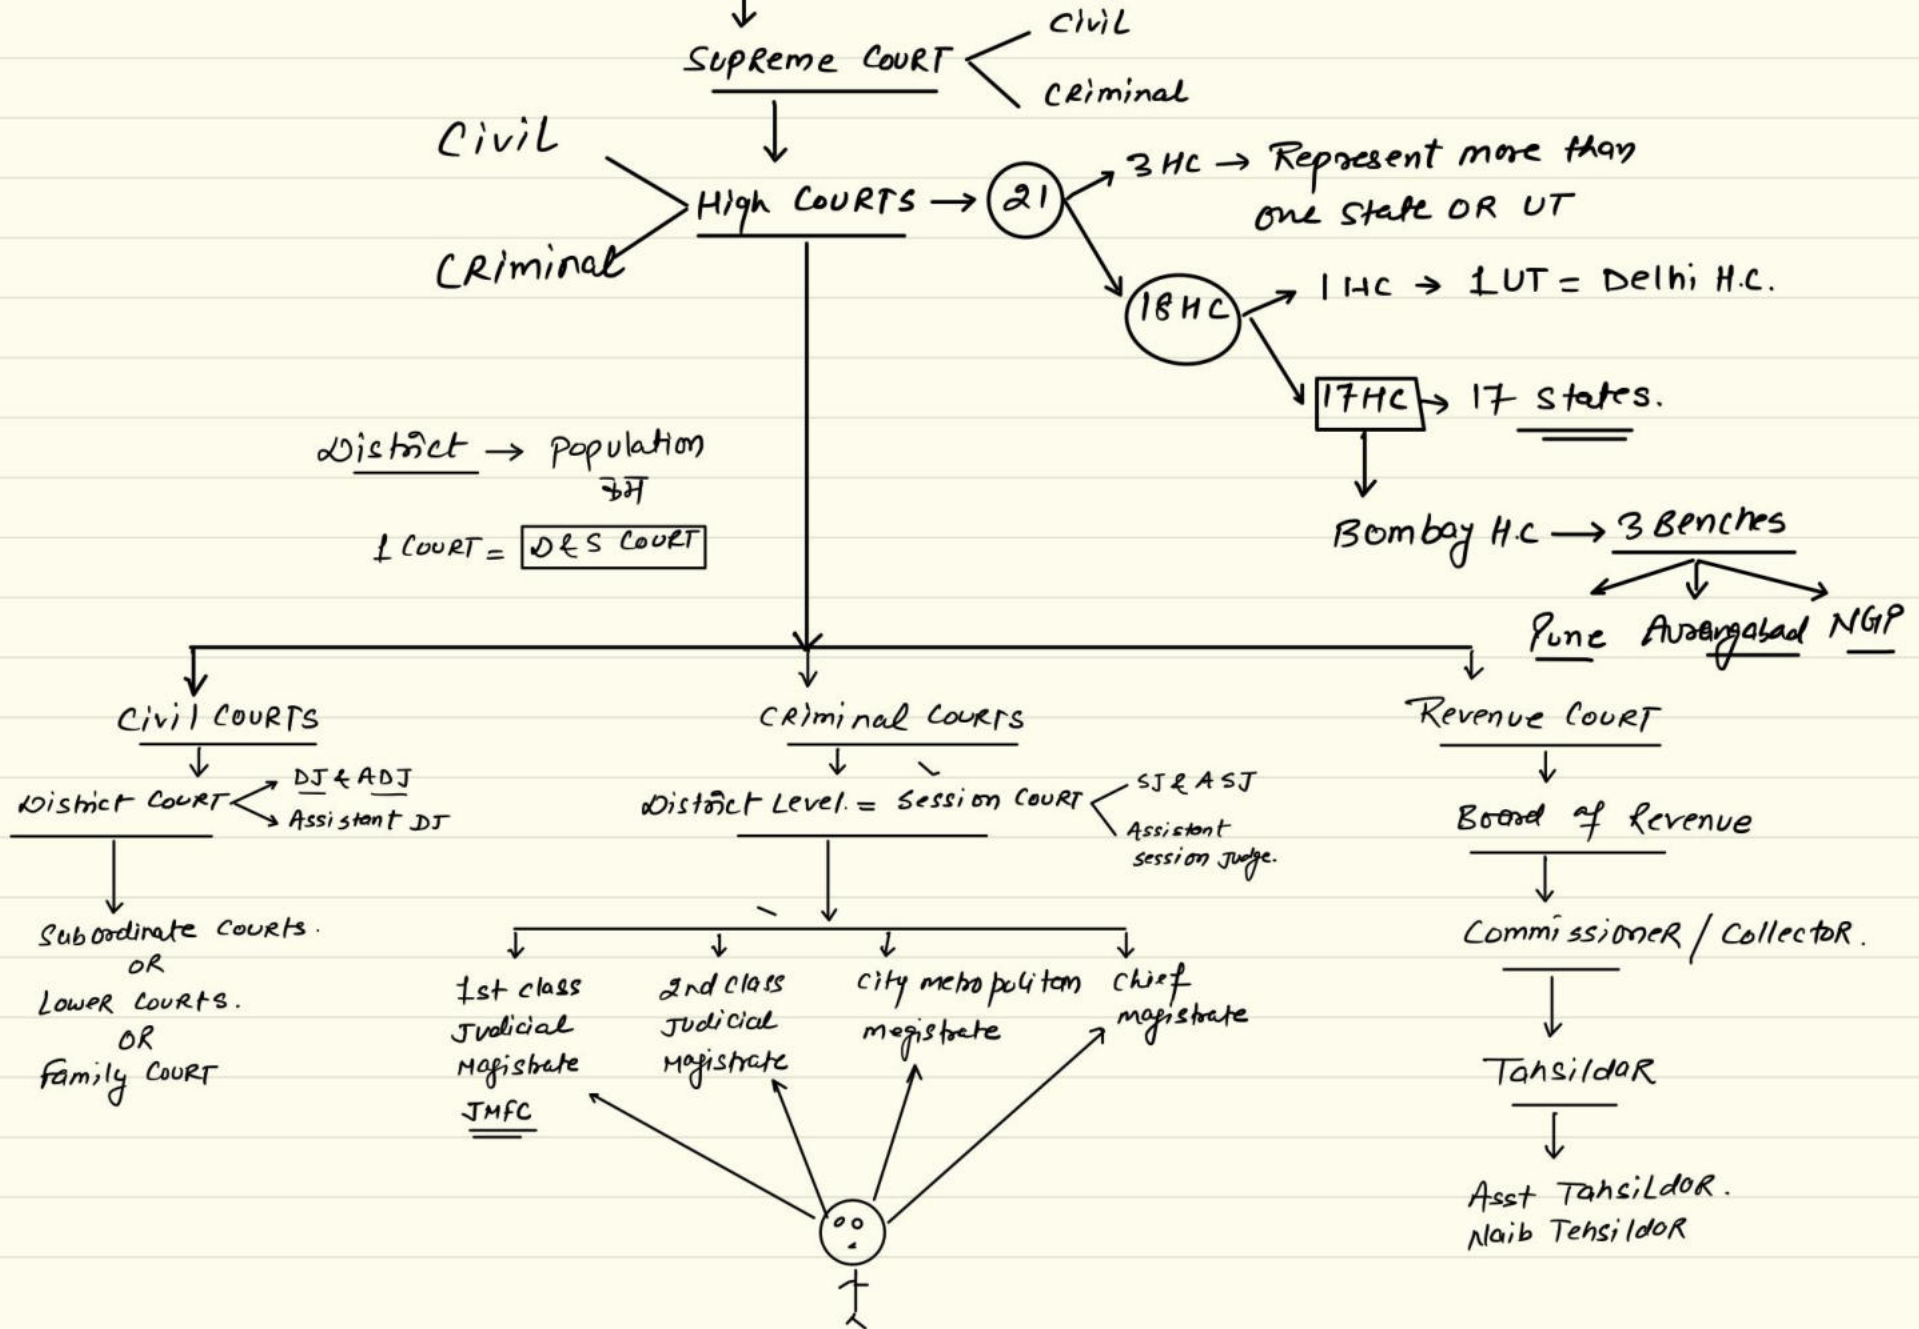 Supreme Court
Civil
Criminal
Civil
Criminal
High Courts → 21
3 HC → Represent more than
one State OR UT
18 HC
1 HC → 1 UT = Delhi H.C.
17 HC → 17 States.
Bombay H.C → 3 Benches
Pune Aurangabad NGP
District → Population
कम
1 Court = D & S Court
Civil Courts
District Court
DJ & ADJ
Assistant DJ
Subordinate Courts.
OR
Lower Courts.
OR
Family Court
Criminal Courts
District Level. = Session Court
SJ & ASJ
Assistant
Session Judge.
1st class
Judicial
Magistrate
JMFC
2nd class
Judicial
Magistrate
City metropolitan
megistrate
Chief
magistrate
Revenue Court
Board of Revenue
Commissioner / Collector.
Tahsildar
Asst Tahsildar.
Naib Tehsildar